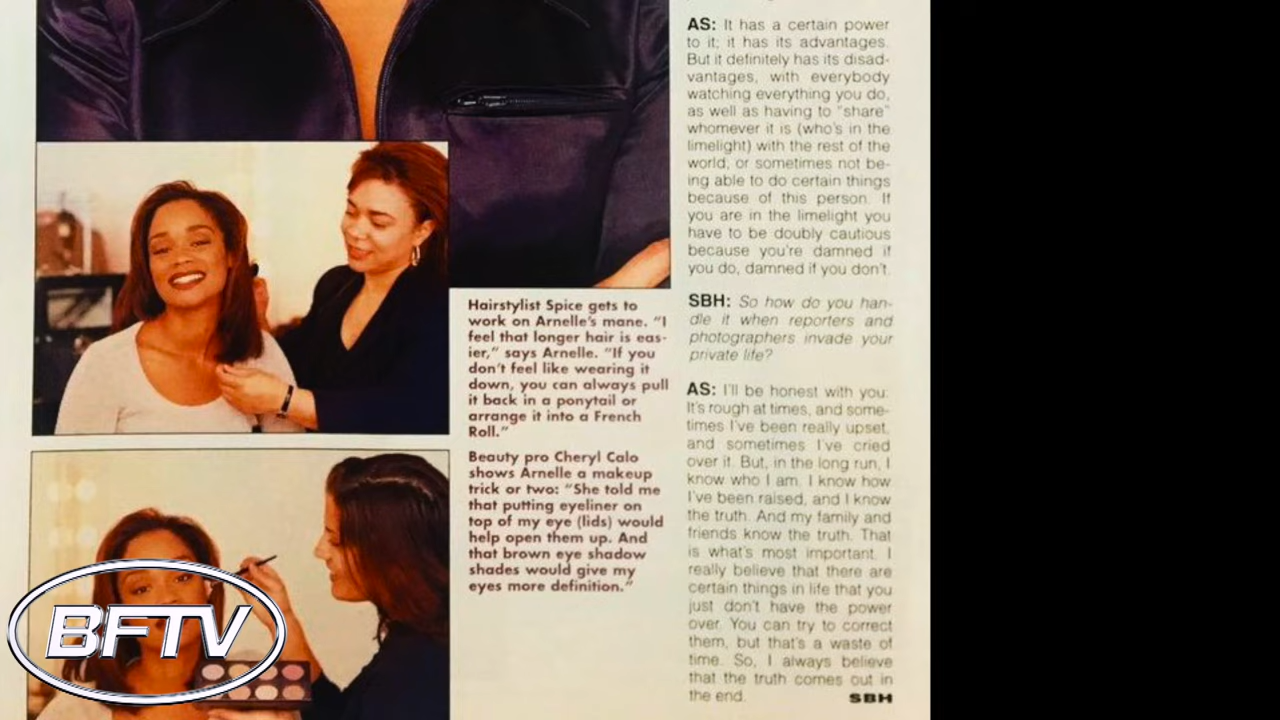 Hairstylist Spice gets to
work on Arnelle's mane. "I
feel that longer hair is eas-
ier," says Arnelle. "If you
don't feel like wearing it
down, you can always pull
it back in a ponytail or
arrange it into a French
Roll."
Beauty pro Cheryl Calo
shows Arnelle a makeup
trick or two: "She told me
that putting eyeliner on
top of my eye (lids) would
help open them up. And
that brown eye shadow
shades would give my
eyes more definition."
AS: It has a certain power
to it; it has its advantages.
But it definitely has its disad-
vantages, with everybody
watching everything you do,
as well as having to "share"
whomever it is (who's in the
limelight) with the rest of the
world; or sometimes not be-
ing able to do certain things
because of this person. If
you are in the limelight you
have to be doubly cautious
because you're damned if
you do, damned if you don't.
SBH: So how do you han-
dle it when reporters and
photographers invade your
private life?
AS: I'll be honest with you:
It's rough at times, and some-
times I've been really upset,
and sometimes I've cried
over it. But, in the long run, I
know who I am. I know how
I've been raised, and I know
the truth. And my family and
friends know the truth. That
is what's most important. I
really believe that there are
certain things in life that you
just don't have the power
over. You can try to correct
them, but that's a waste of
time. So, I always believe
that the truth comes out in
the end. SBH
BFTV